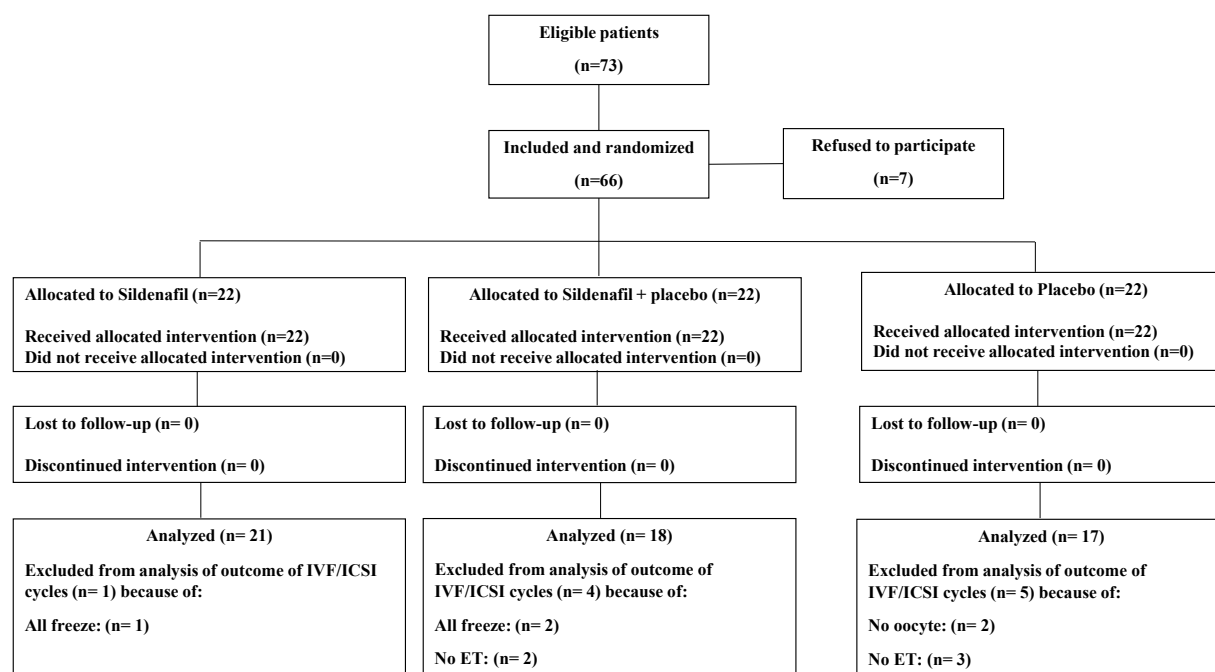 Eligible patients
(n=73)
Included and randomized
(n=66)
Refused to participate
(n=7)
Allocated to Sildenafil (n=22)
Received allocated intervention (n=22)
Did not receive allocated intervention (n=0)
Allocated to Sildenafil + placebo (n=22)
Received allocated intervention (n=22)
Did not receive allocated intervention (n=0)
Allocated to Placebo (n=22)
Received allocated intervention (n=22)
Did not receive allocated intervention (n=0)
Lost to follow-up (n= 0)
Discontinued intervention (n= 0)
Lost to follow-up (n= 0)
Discontinued intervention (n= 0)
Lost to follow-up (n= 0)
Discontinued intervention (n= 0)
Analyzed (n= 21)
Excluded from analysis of outcome of IVF/ICSI
cycles (n= 1) because of:
All freeze: (n= 1)
Analyzed (n= 18)
Excluded from analysis of outcome of
IVF/ICSI cycles (n= 4) because of:
All freeze: (n= 2)
No ET: (n= 2)
Analyzed (n= 17)
Excluded from analysis of outcome of
IVF/ICSI cycles (n= 5) because of:
No oocyte: (n= 2)
No ET: (n= 3)